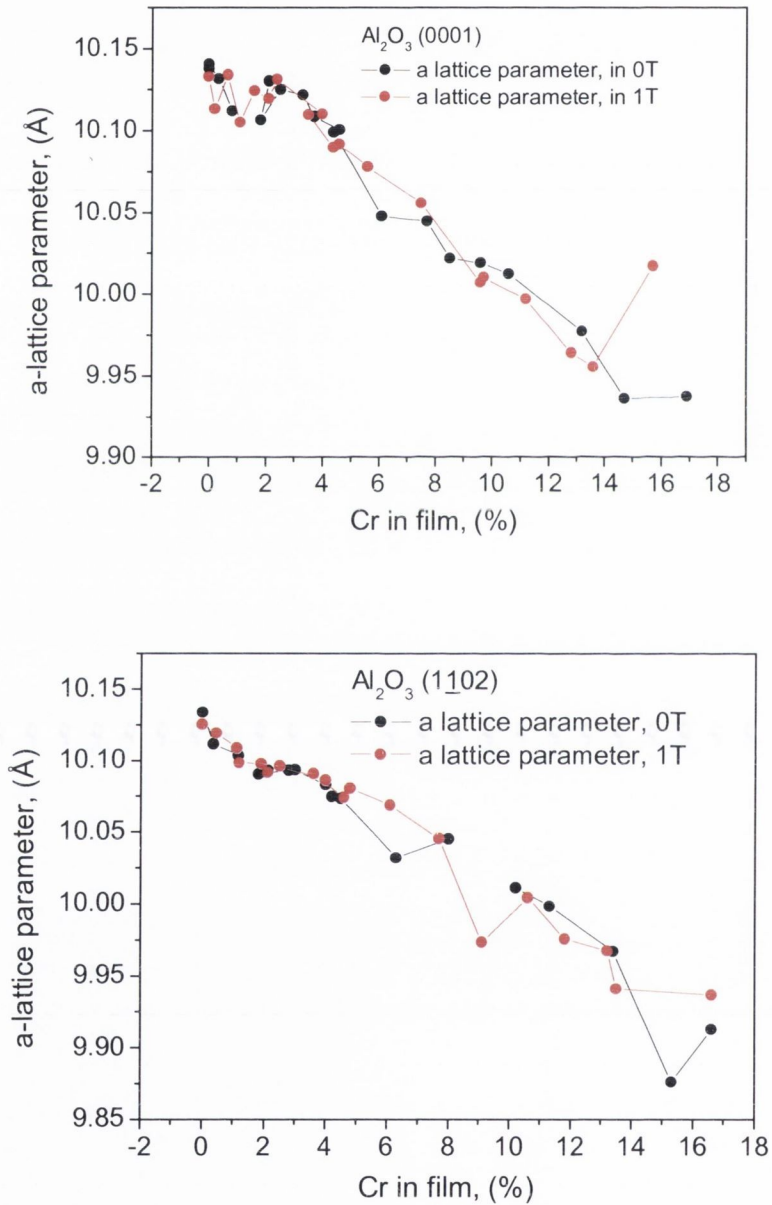 Al₂O₃ (0001)
a lattice parameter, in 0T
a lattice parameter, in 1T
10.15
10.10
10.05
10.00
9.95
9.90
a-lattice parameter, (Å)
-2 0 2 4 6 8 10 12 14 16 18
Cr in film, (%)
Al₂O₃ (11̲02)
a lattice parameter, 0T
a lattice parameter, 1T
10.15
10.10
10.05
10.00
9.95
9.90
9.85
a-lattice parameter, (Å)
-2 0 2 4 6 8 10 12 14 16 18
Cr in film, (%)